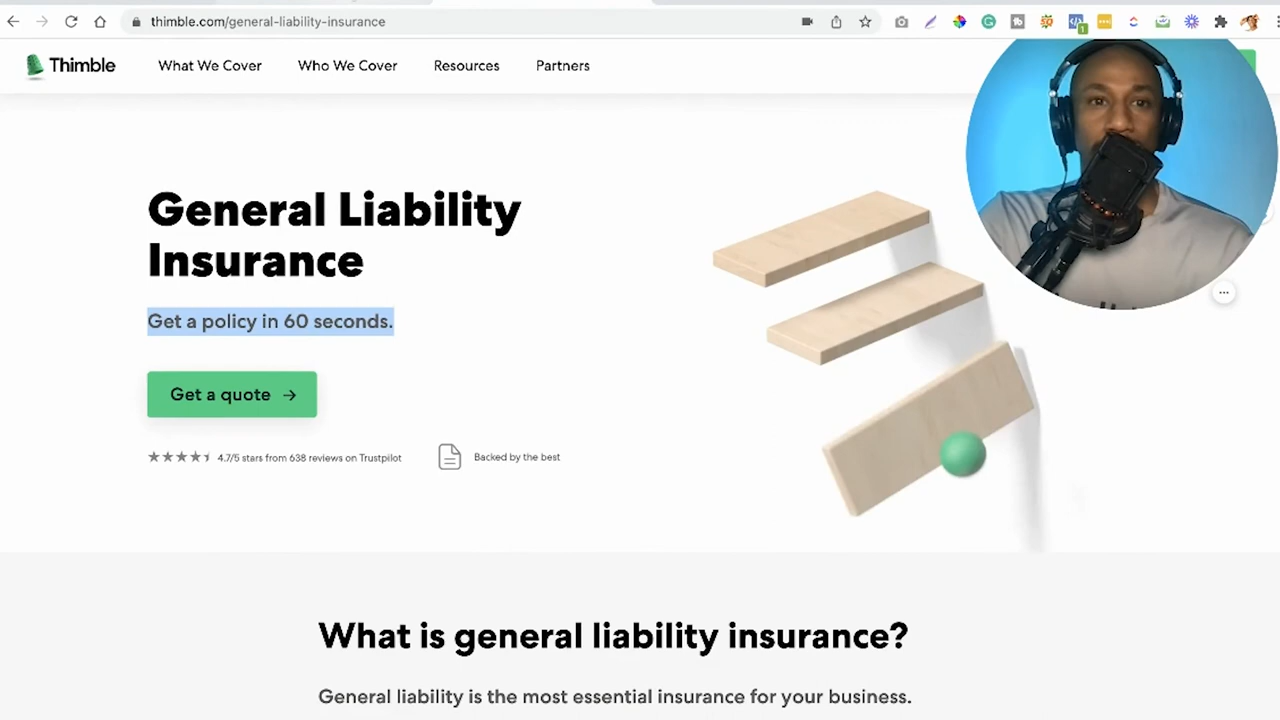 thimble.com/general-liability-insurance
Thimble What We Cover Who We Cover Resources Partners
General Liability
Insurance
Get a policy in 60 seconds.
Get a quote →
4.7/5 stars from 638 reviews on Trustpilot Backed by the best
What is general liability insurance?
General liability is the most essential insurance for your business.